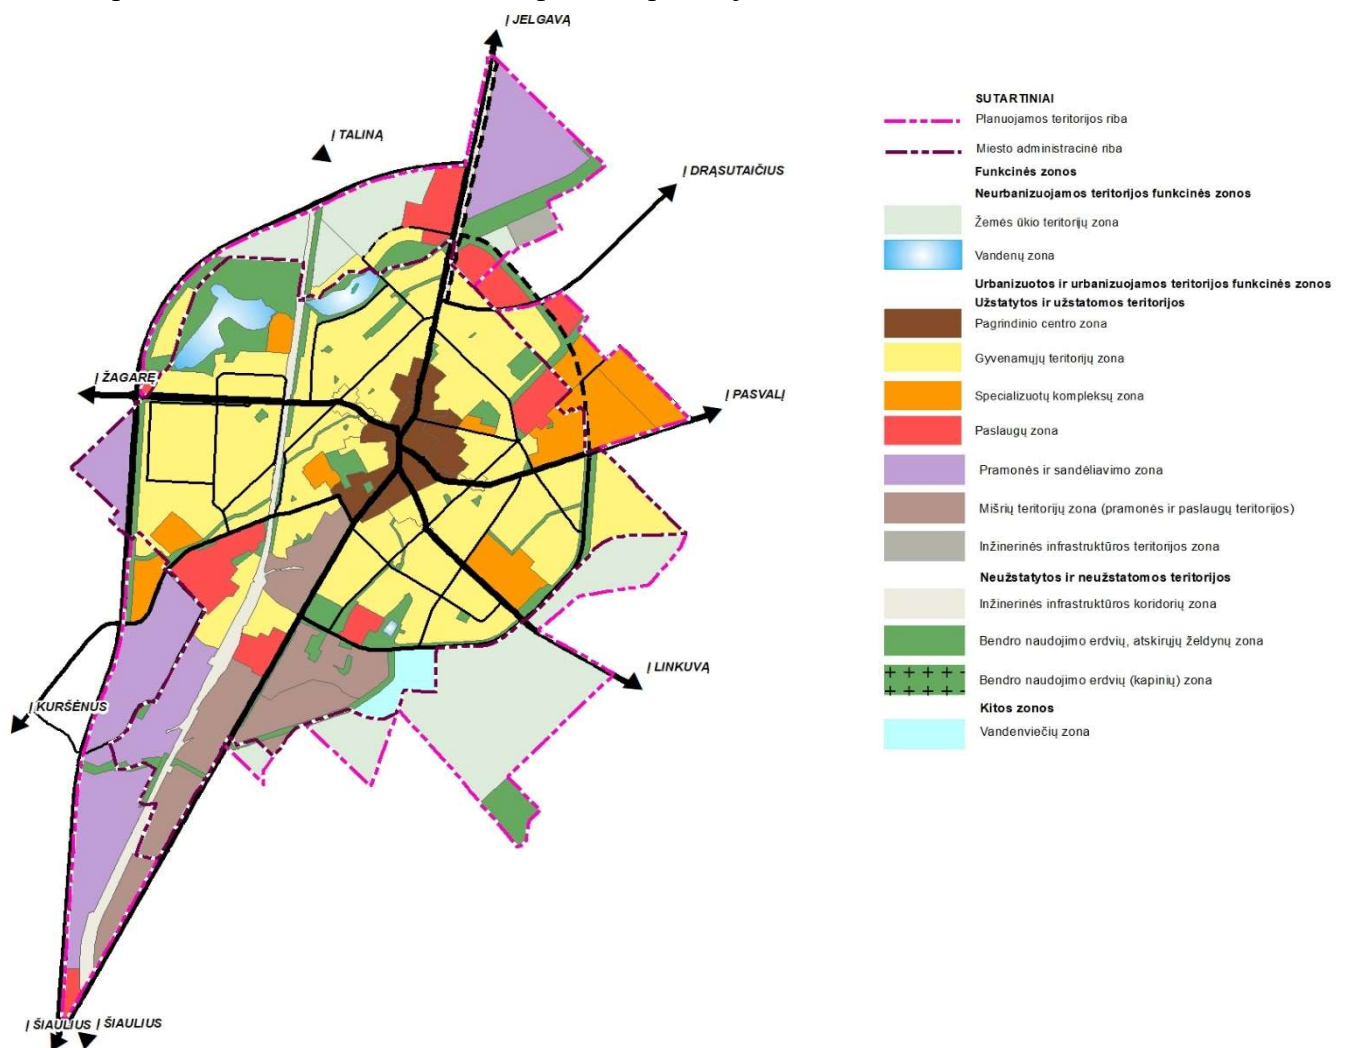 Į JELGAVĄ
Į TALINĄ
Į DRĄSUTAIČIUS
Į ŽAGARĘ
Į PASVALĮ
Į LINKUVĄ
Į KURŠĖNUS
Į ŠIAULIUS
Į ŠIAULIUS
SUTARTINIAI
Planuojamos teritorijos riba
Miesto administracinė riba
Funkcinės zonos
Neurbanizuojamos teritorijos funkcinės zonos
Žemės ūkio teritorijų zona
Vandenų zona
Urbanizuotos ir urbanizuojamos teritorijos funkcinės zonos
Užstatytos ir užstatomos teritorijos
Pagrindinio centro zona
Gyvenamųjų teritorijų zona
Specializuotų kompleksų zona
Paslaugų zona
Pramonės ir sandėliavimo zona
Mišrių teritorijų zona (pramonės ir paslaugų teritorijos)
Inžinerinės infrastruktūros teritorijos zona
Neužstatytos ir neužstatomos teritorijos
Inžinerinės infrastruktūros koridorių zona
Bendro naudojimo erdvių, atskirųjų želdynų zona
Bendro naudojimo erdvių (kapinių) zona
Kitos zonos
Vandenviečių zona